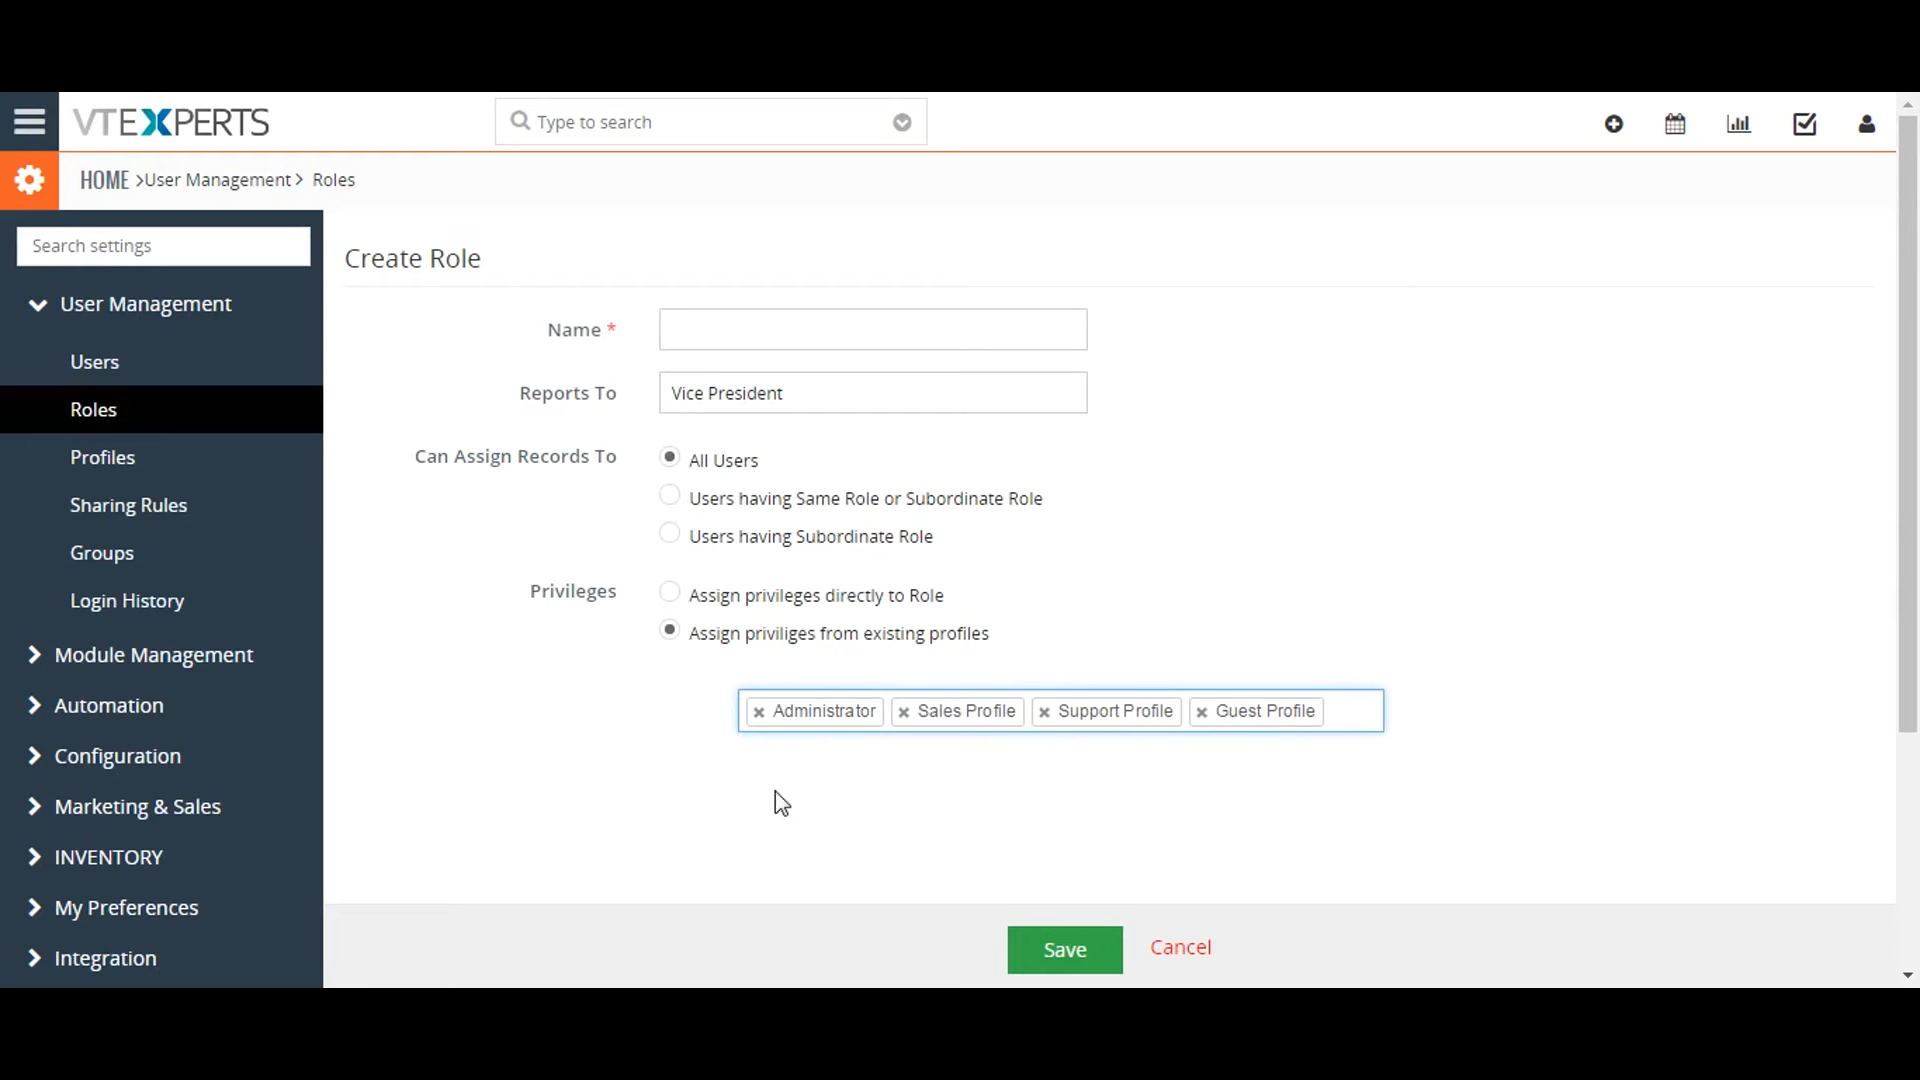 VTEXPERTS
Type to search
HOME >User Management > Roles
Search settings
User Management
Users
Roles
Profiles
Sharing Rules
Groups
Login History
Module Management
Automation
Configuration
Marketing & Sales
INVENTORY
My Preferences
Integration
Create Role
Name *
Reports To Vice President
Can Assign Records To All Users
Users having Same Role or Subordinate Role
Users having Subordinate Role
Privileges Assign privileges directly to Role
Assign priviliges from existing profiles
Administrator Sales Profile Support Profile Guest Profile
Save Cancel